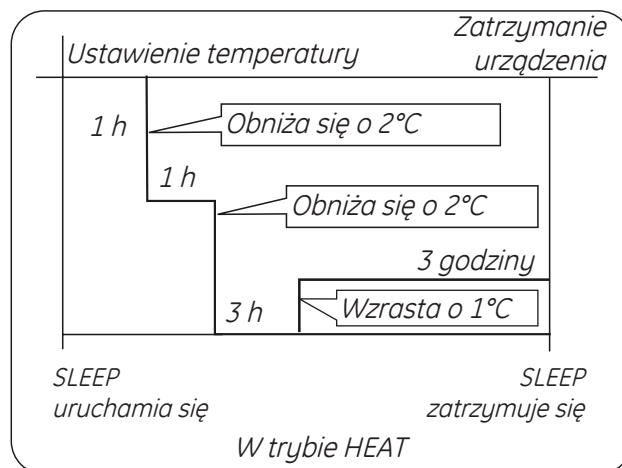 Ustawienie temperatury
Zatrzymanie
urządzenia
1 h
Obniża się o 2°C
1 h
Obniża się o 2°C
3 godziny
3 h
Wzrasta o 1°C
SLEEP
uruchamia się
SLEEP
zatrzymuje się
W trybie HEAT